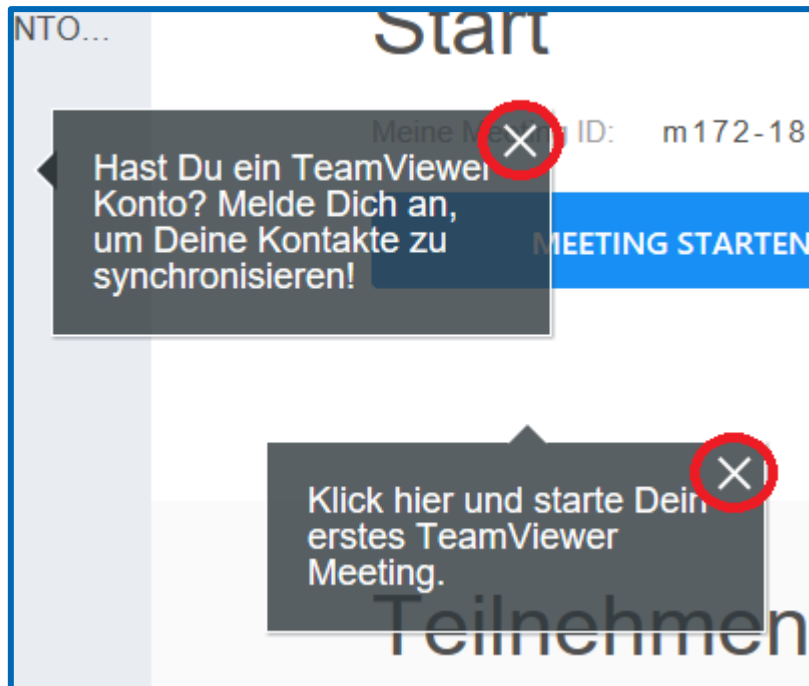 NTO...
Start
Meine Meeting ID: m172-18
Hast Du ein TeamViewer
Konto? Melde Dich an,
um Deine Kontakte zu
synchronisieren!
MEETING STARTEN
Klick hier und starte Dein
erstes TeamViewer
Meeting.
Teilnehmen